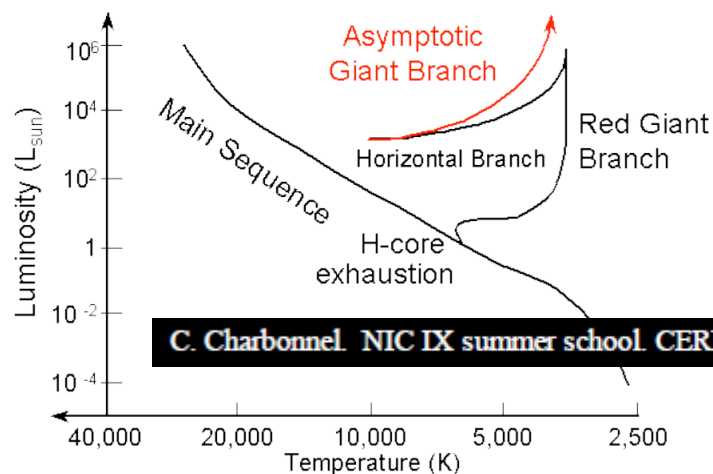 Asymptotic
Giant Branch
Main Sequence
Horizontal Branch
Red Giant
Branch
H-core
exhaustion
Luminosity (L_sun)
10^6
10^4
10^2
1
10^-2
10^-4
C. Charbonnel. NIC IX summer school. CER
40,000 20,000 10,000 5,000 2,500
Temperature (K)